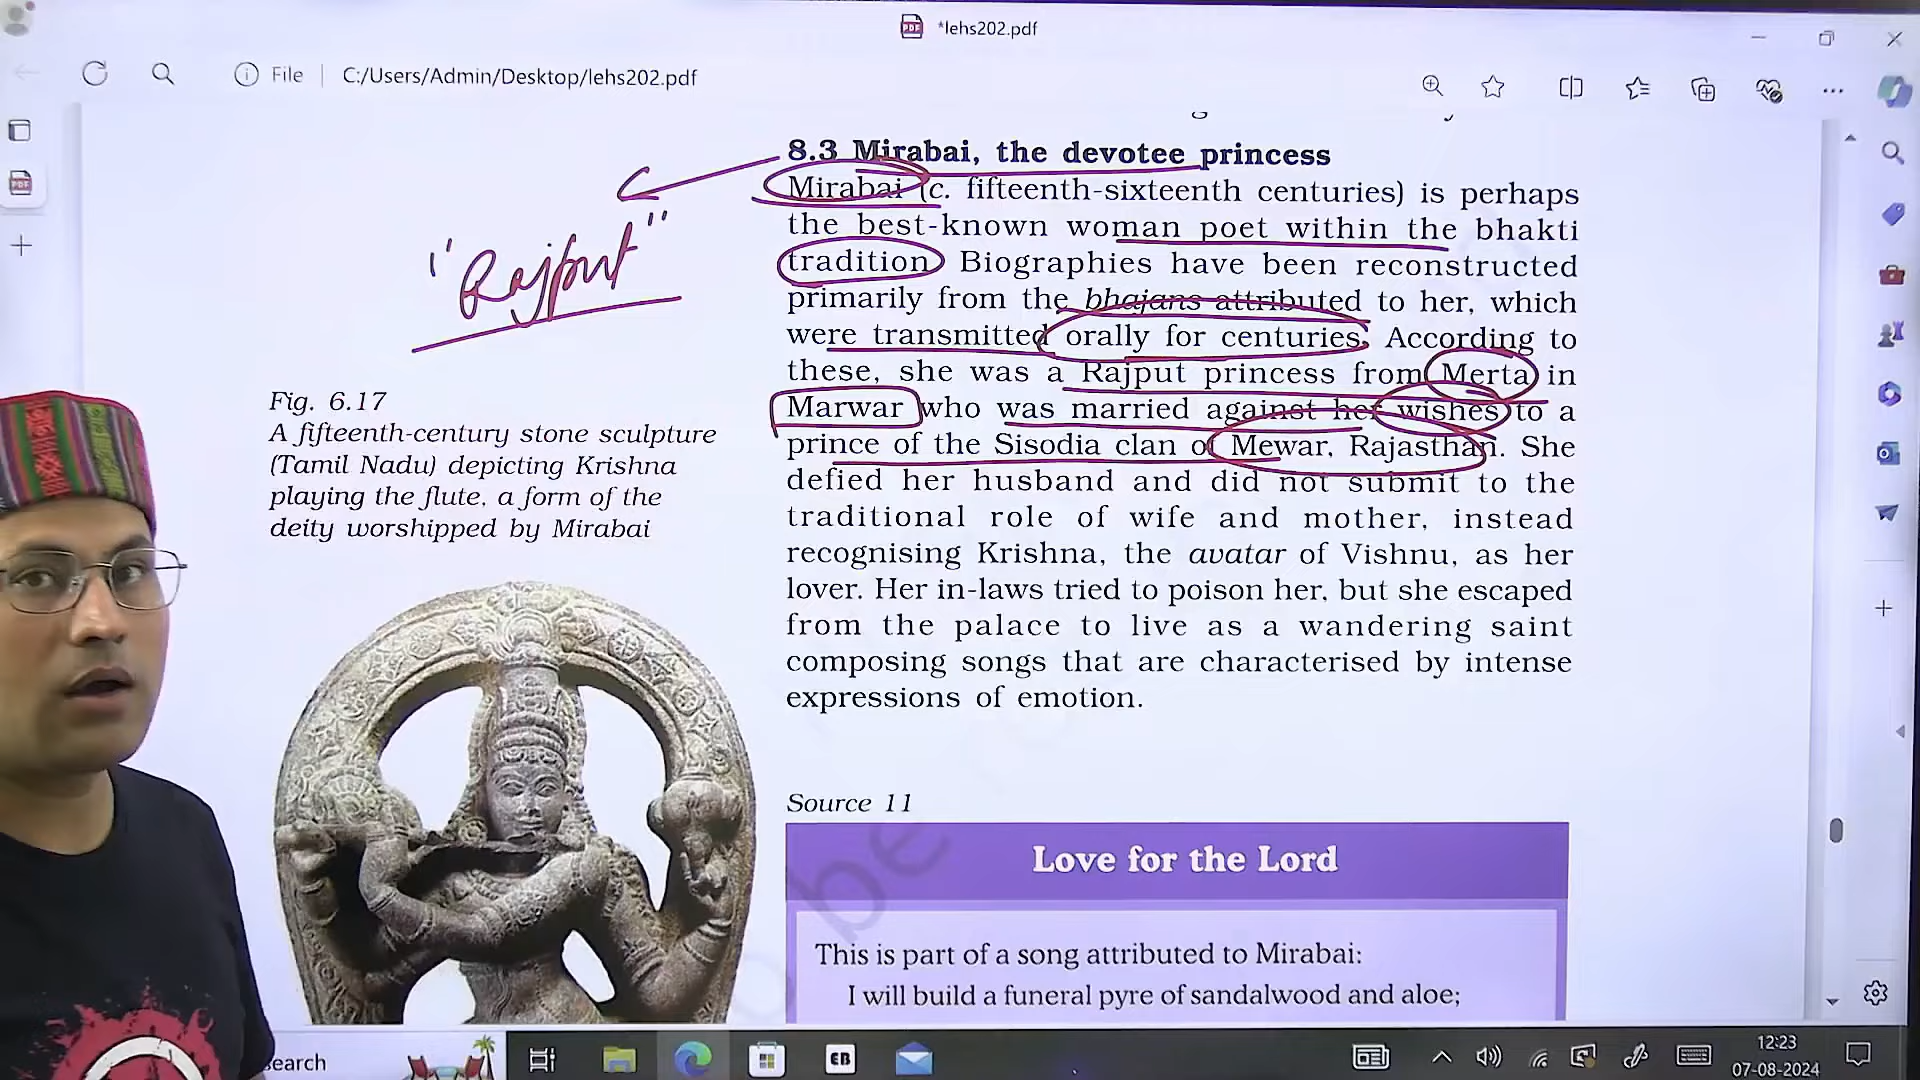 *lehs202.pdf
File
C:/Users/Admin/Desktop/lehs202.pdf
8.3 Mirabai, the devotee princess
Mirabai (c. fifteenth-sixteenth centuries) is perhaps
the best-known woman poet within the bhakti
tradition Biographies have been reconstructed
primarily from the bhajans attributed to her, which
were transmitted orally for centuries. According to
these, she was a Rajput princess from Merta in
Marwar who was married against her wishes to a
prince of the Sisodia clan of Mewar, Rajasthan. She
defied her husband and did not submit to the
traditional role of wife and mother, instead
recognising Krishna, the avatar of Vishnu, as her
lover. Her in-laws tried to poison her, but she escaped
from the palace to live as a wandering saint
composing songs that are characterised by intense
expressions of emotion.
"Rajput"
Fig. 6.17
A fifteenth-century stone sculpture
(Tamil Nadu) depicting Krishna
playing the flute, a form of the
deity worshipped by Mirabai
Source 11
Love for the Lord
This is part of a song attributed to Mirabai:
I will build a funeral pyre of sandalwood and aloe;
be
search
EB
12:23
07-08-2024